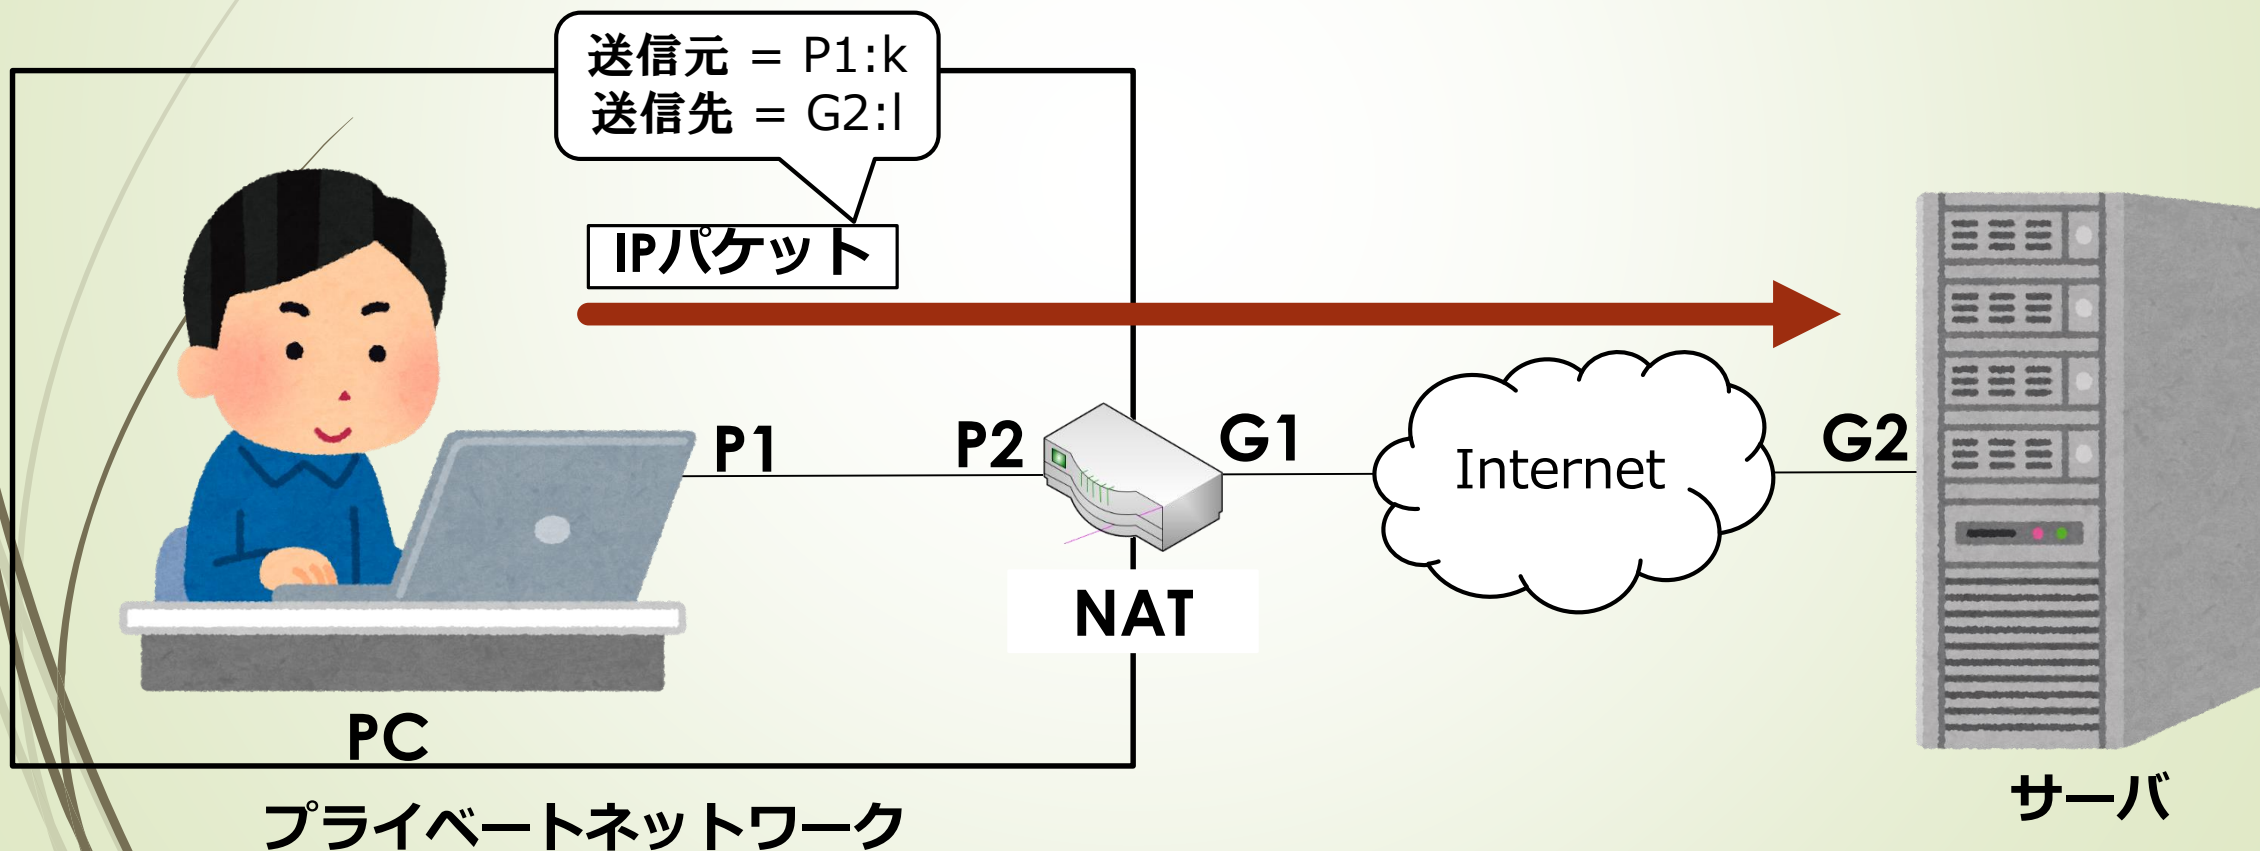 送信元 = P1:k
送信先 = G2:l
IPパケット
P1
P2
G1
Internet
G2
NAT
PC
サーバ
プライベートネットワーク